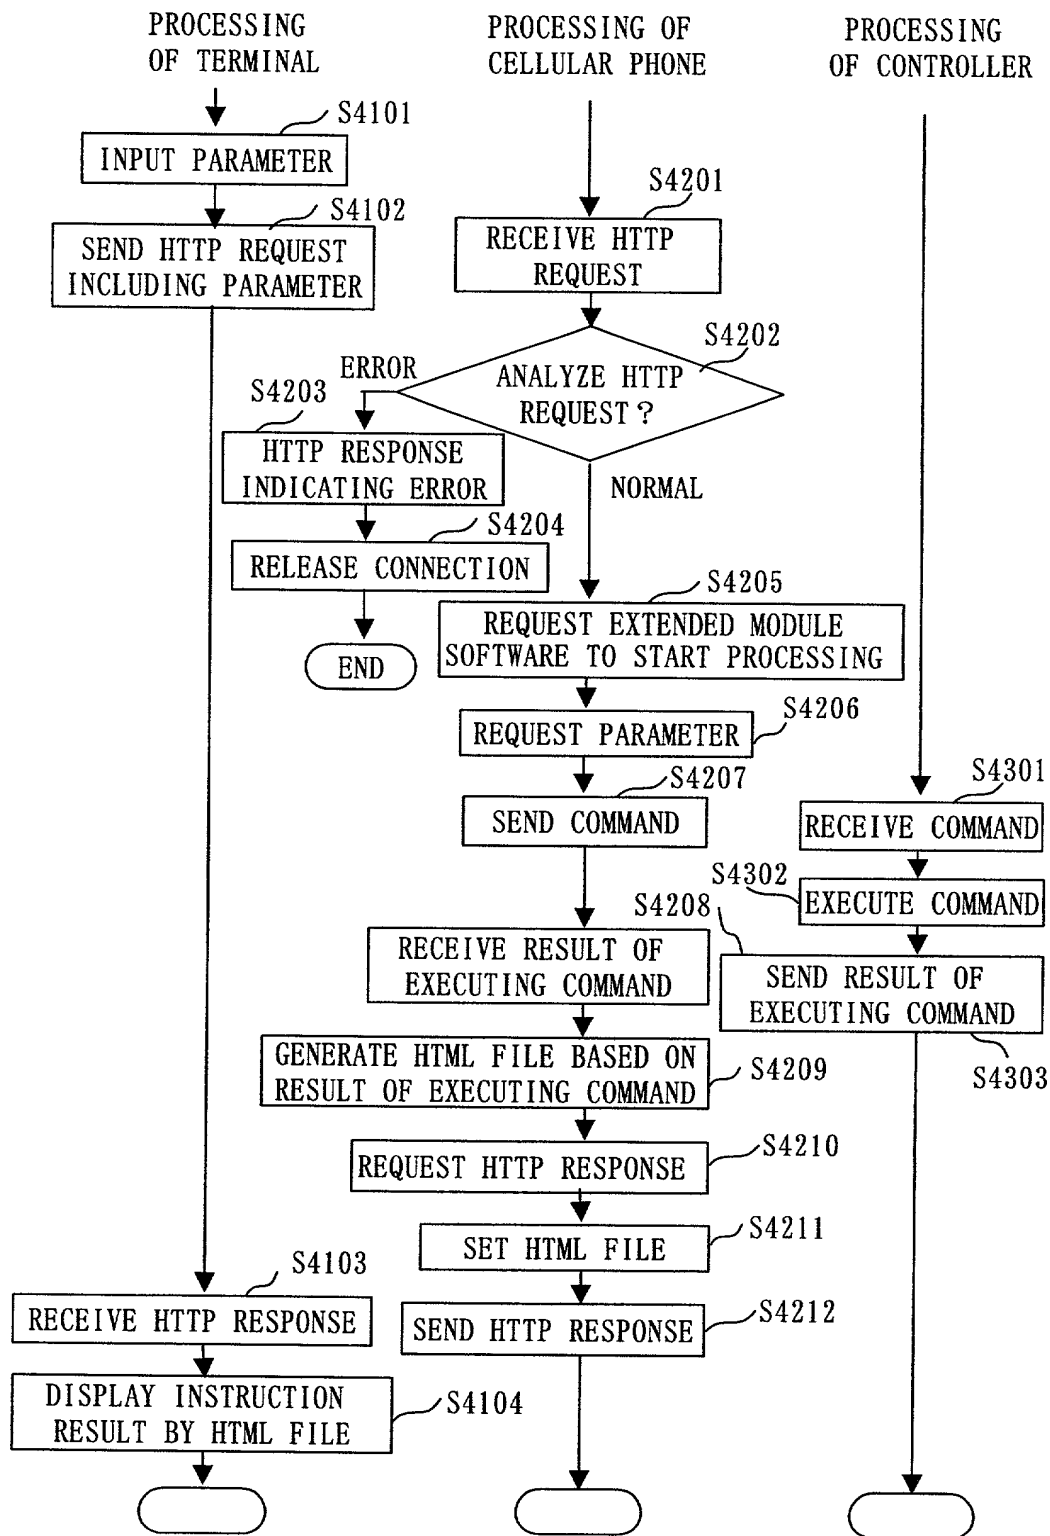 PROCESSING
OF TERMINAL
PROCESSING OF
CELLULAR PHONE
PROCESSING
OF CONTROLLER
S4101
INPUT PARAMETER
S4102
SEND HTTP REQUEST
INCLUDING PARAMETER
S4201
RECEIVE HTTP
REQUEST
S4202
ANALYZE HTTP
REQUEST?
ERROR
S4203
HTTP RESPONSE
INDICATING ERROR
NORMAL
S4204
RELEASE CONNECTION
END
S4205
REQUEST EXTENDED MODULE
SOFTWARE TO START PROCESSING
S4206
REQUEST PARAMETER
S4207
SEND COMMAND
S4301
RECEIVE COMMAND
S4302
EXECUTE COMMAND
S4208
RECEIVE RESULT OF
EXECUTING COMMAND
SEND RESULT OF
EXECUTING COMMAND
S4303
GENERATE HTML FILE BASED ON
RESULT OF EXECUTING COMMAND
S4209
REQUEST HTTP RESPONSE
S4210
SET HTML FILE
S4211
S4103
RECEIVE HTTP RESPONSE
SEND HTTP RESPONSE
S4212
DISPLAY INSTRUCTION
RESULT BY HTML FILE
S4104